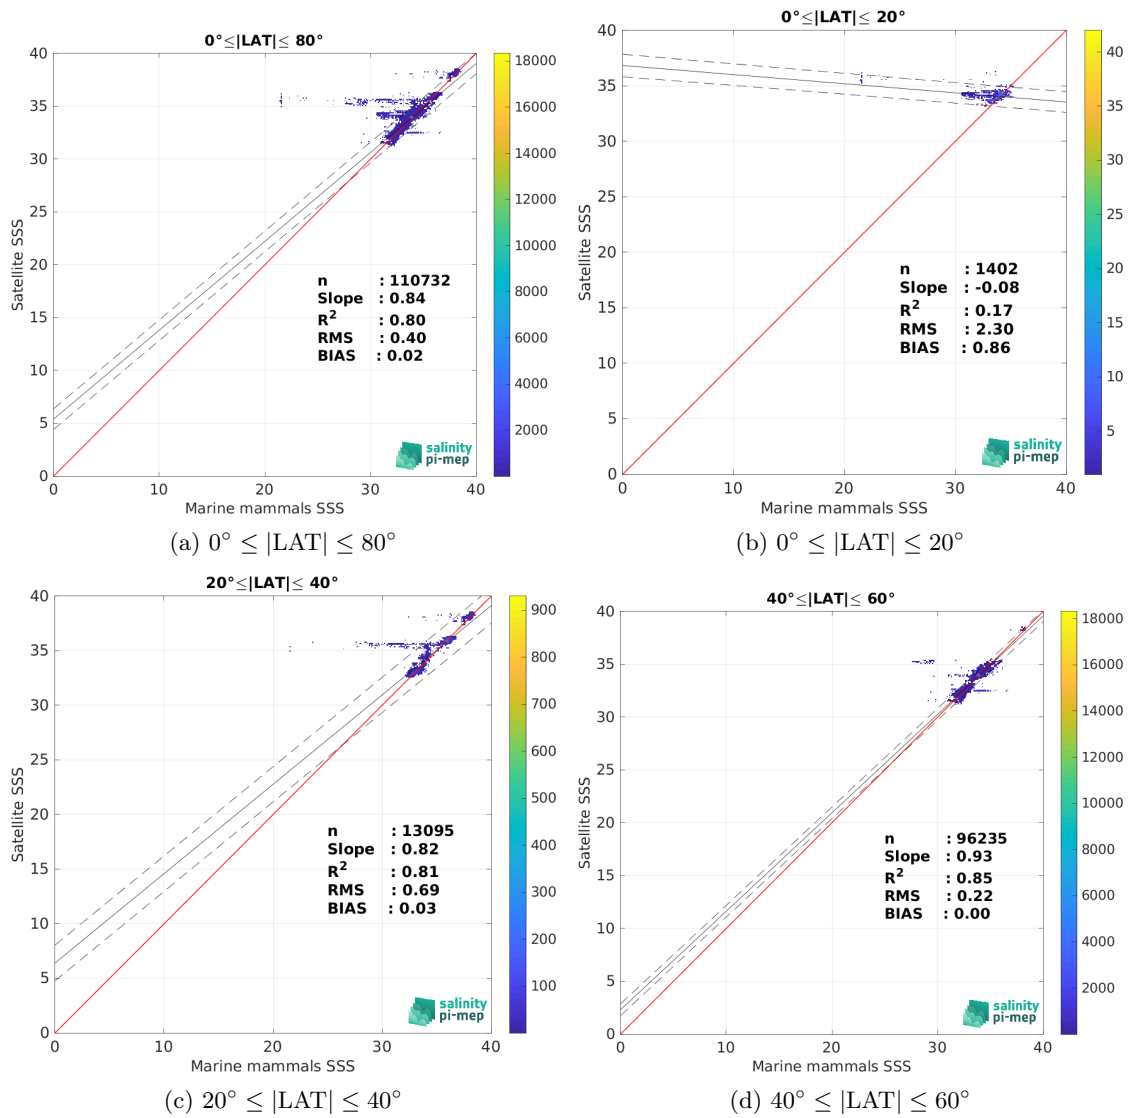 0°≤|LAT|≤ 80°
40
35
30
25
20
15
10
5
0
Satellite SSS
n : 110732
Slope : 0.84
R² : 0.80
RMS : 0.40
BIAS : 0.02
salinity
pi-mep
0 10 20 30 40
Marine mammals SSS
18000
16000
14000
12000
10000
8000
6000
4000
2000
(a) 0° ≤ |LAT| ≤ 80°
0°≤|LAT|≤ 20°
40
35
30
25
20
15
10
5
0
Satellite SSS
n : 1402
Slope : -0.08
R² : 0.17
RMS : 2.30
BIAS : 0.86
salinity
pi-mep
0 10 20 30 40
Marine mammals SSS
40
35
30
25
20
15
10
5
(b) 0° ≤ |LAT| ≤ 20°
20°≤|LAT|≤ 40°
40
35
30
25
20
15
10
5
0
Satellite SSS
n : 13095
Slope : 0.82
R² : 0.81
RMS : 0.69
BIAS : 0.03
salinity
pi-mep
0 10 20 30 40
Marine mammals SSS
900
800
700
600
500
400
300
200
100
(c) 20° ≤ |LAT| ≤ 40°
40°≤|LAT|≤ 60°
40
35
30
25
20
15
10
5
0
Satellite SSS
n : 96235
Slope : 0.93
R² : 0.85
RMS : 0.22
BIAS : 0.00
salinity
pi-mep
0 10 20 30 40
Marine mammals SSS
18000
16000
14000
12000
10000
8000
6000
4000
2000
(d) 40° ≤ |LAT| ≤ 60°